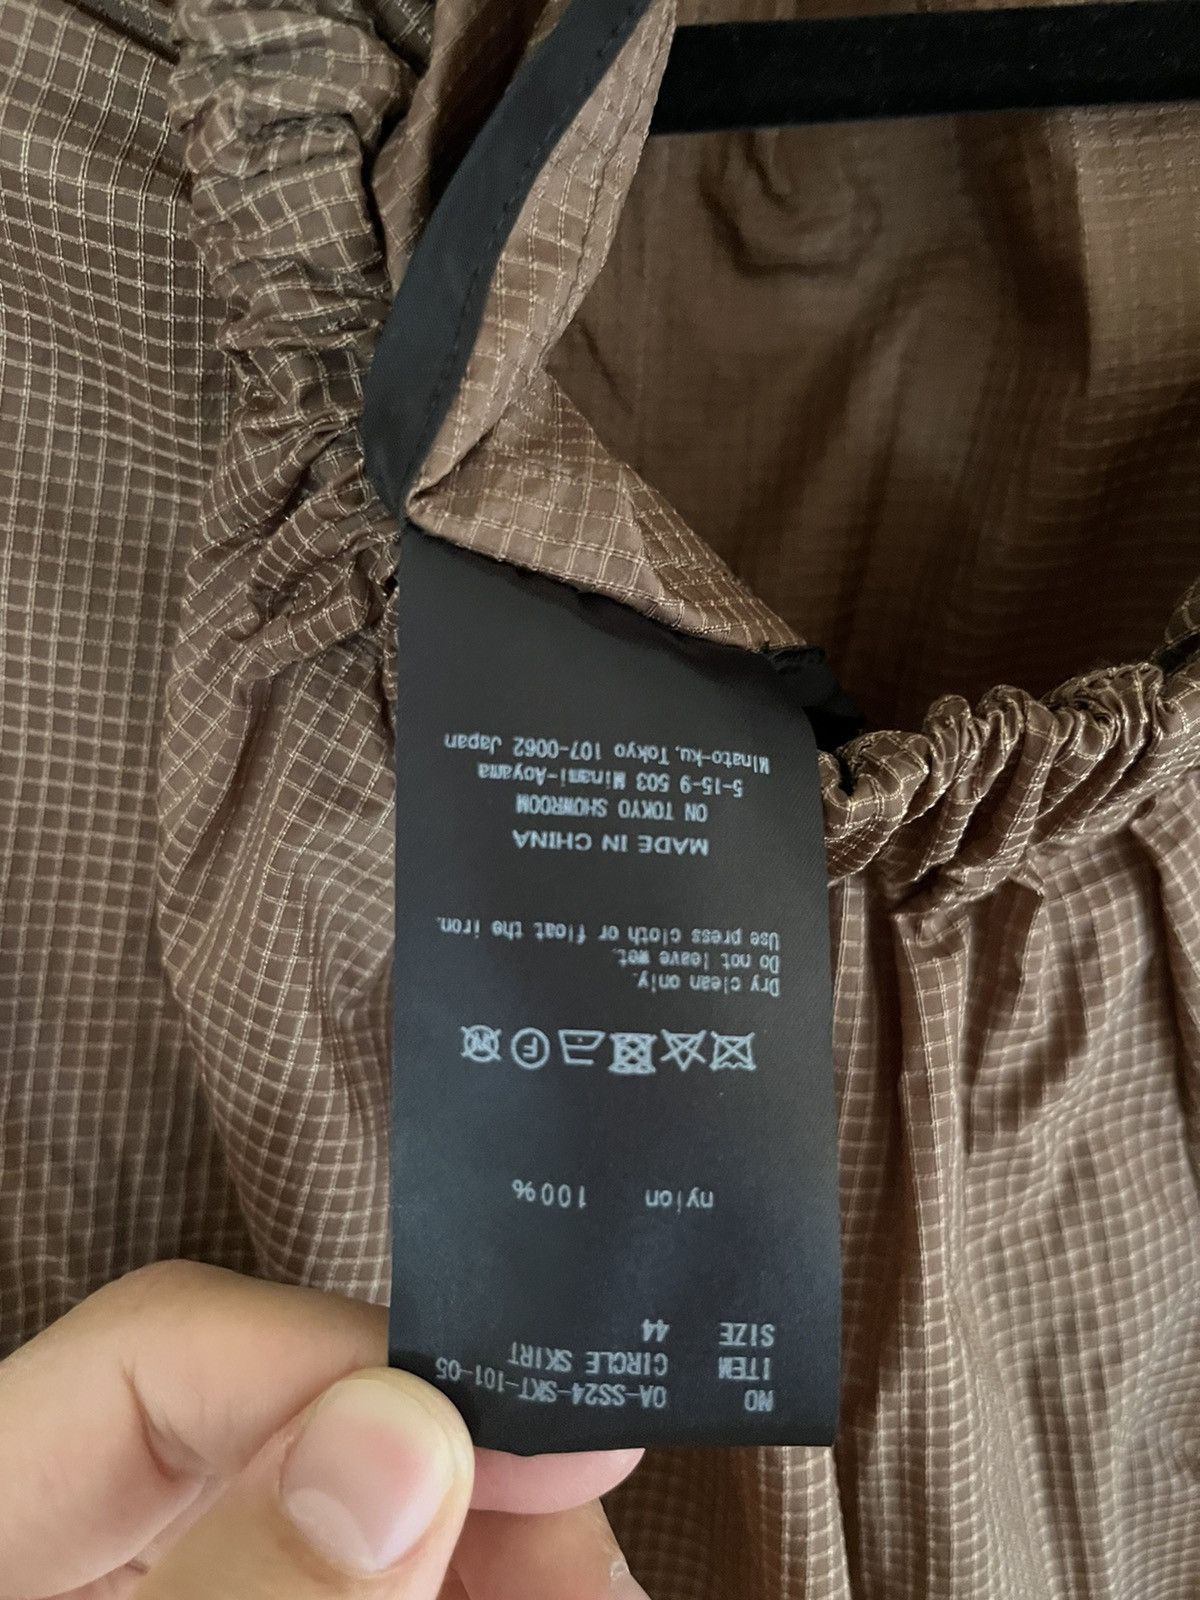 NO OA-SS24-SKT-101-05
ITEM CIRCLE SKIRT
SIZE 44
nylon 100%
Dry clean only.
Do not leave wet.
Use press cloth or float the iron.
MADE IN CHINA
ON TOKYO SHOWROOM
5-15-9 503 Minami-Aoyama
Minato-ku, Tokyo 107-0062 Japan